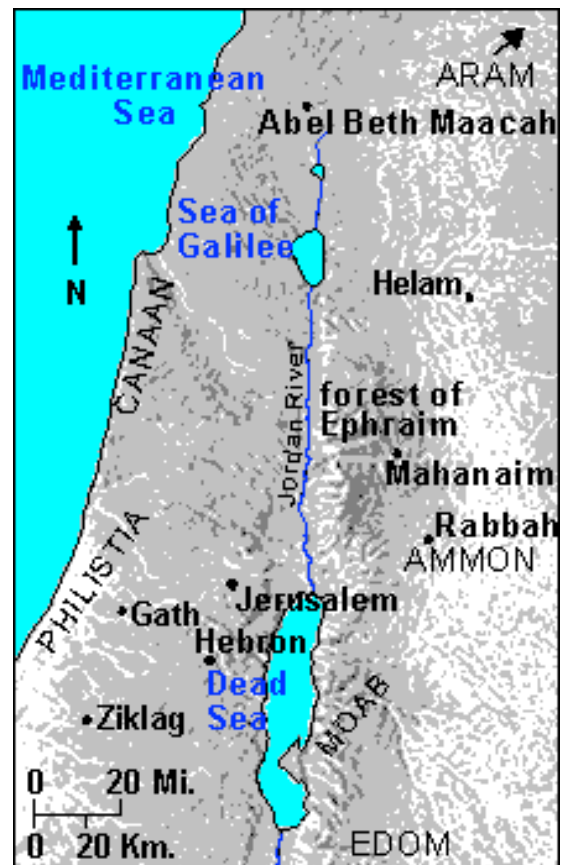 Mediterranean
Sea
ARAM
Abel Beth Maacah
Sea of
Galilee
N
Helam
CANAAN
Jordan River
forest of
Ephraim
Mahanaim
Rabbah
AMMON
PHILISTIA
Jerusalem
Gath
Hebron
Dead
Sea
MOAB
Ziklag
0 20 Mi.
0 20 Km.
EDOM